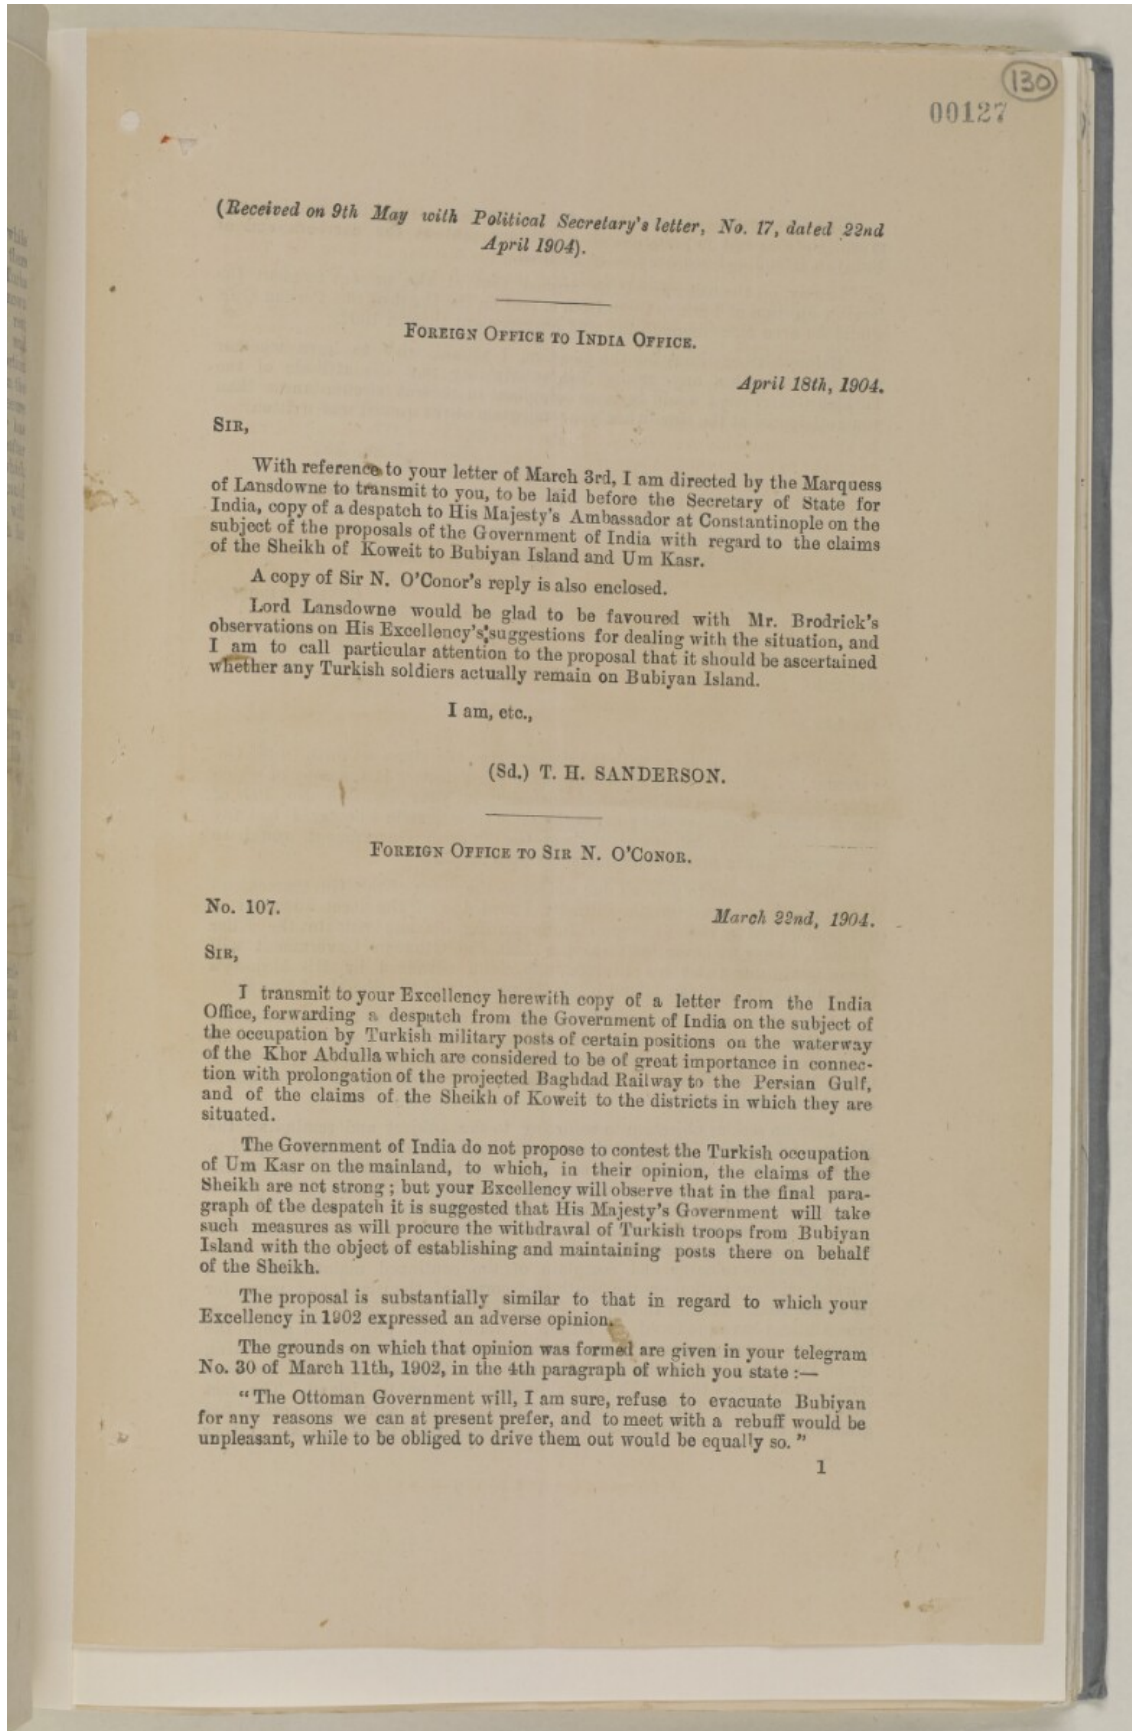 130
00127
(Received on 9th May with Political Secretary's letter, No. 17, dated 22nd
April 1904).
FOREIGN OFFICE TO INDIA OFFICE.
April 18th, 1904.
SIR,
With reference to your letter of March 3rd, I am directed by the Marquess
of Lansdowne to transmit to you, to be laid before the Secretary of State for
India, copy of a despatch to His Majesty's Ambassador at Constantinople on the
subject of the proposals of the Government of India with regard to the claims
of the Sheikh of Koweit to Bubiyan Island and Um Kasr.
A copy of Sir N. O'Conor's reply is also enclosed.
Lord Lansdowne would be glad to be favoured with Mr. Brodrick's
observations on His Excellency's suggestions for dealing with the situation, and
I am to call particular attention to the proposal that it should be ascertained
whether any Turkish soldiers actually remain on Bubiyan Island.
I am, etc.,
(Sd.) T. H. SANDERSON.
FOREIGN OFFICE TO SIR N. O'CONOR.
No. 107.
March 22nd, 1904.
SIR,
I transmit to your Excellency herewith copy of a letter from the India
Office, forwarding a despatch from the Government of India on the subject of
the occupation by Turkish military posts of certain positions on the waterway
of the Khor Abdulla which are considered to be of great importance in connec-
tion with prolongation of the projected Baghdad Railway to the Persian Gulf,
and of the claims of the Sheikh of Koweit to the districts in which they are
situated.
The Government of India do not propose to contest the Turkish occupation
of Um Kasr on the mainland, to which, in their opinion, the claims of the
Sheikh are not strong; but your Excellency will observe that in the final para-
graph of the despatch it is suggested that His Majesty's Government will take
such measures as will procure the withdrawal of Turkish troops from Bubiyan
Island with the object of establishing and maintaining posts there on behalf
of the Sheikh.
The proposal is substantially similar to that in regard to which your
Excellency in 1902 expressed an adverse opinion.
The grounds on which that opinion was formed are given in your telegram
No. 30 of March 11th, 1902, in the 4th paragraph of which you state :—
"The Ottoman Government will, I am sure, refuse to evacuate Bubiyan
for any reasons we can at present prefer, and to meet with a rebuff would be
unpleasant, while to be obliged to drive them out would be equally so."
1